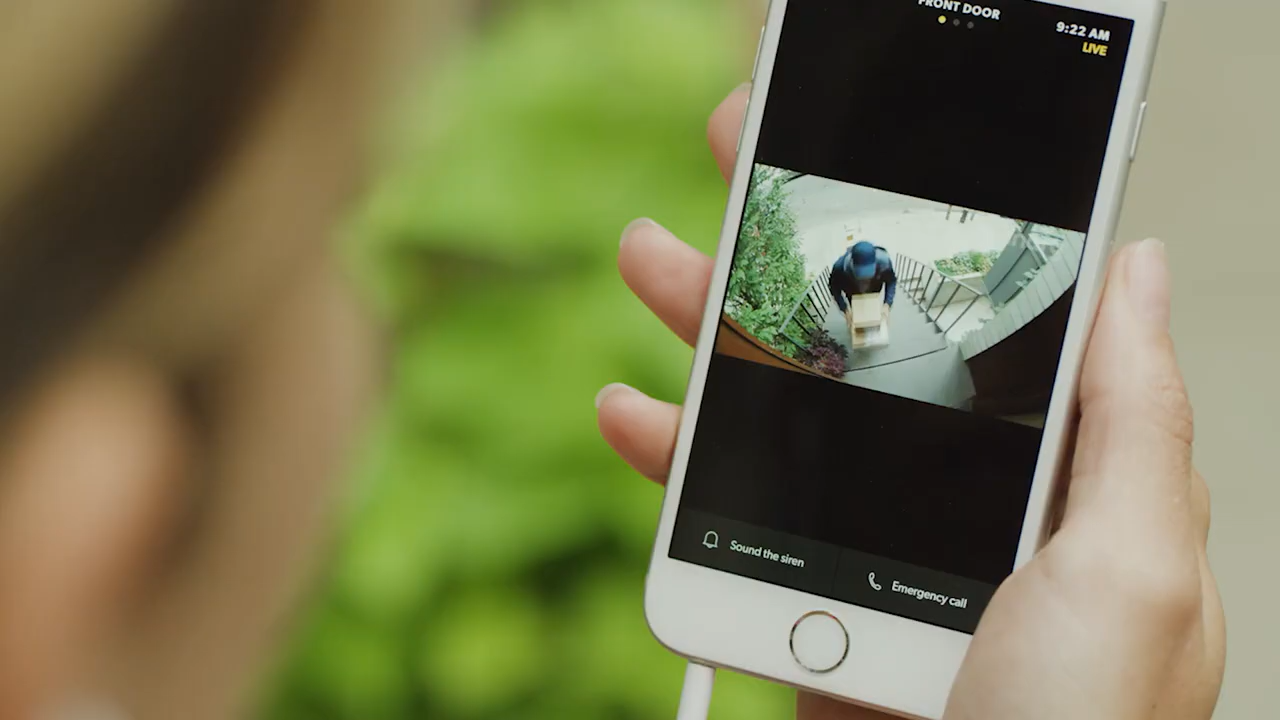 FRONT DOOR
9:22 AM
LIVE
Sound the siren
Emergency call